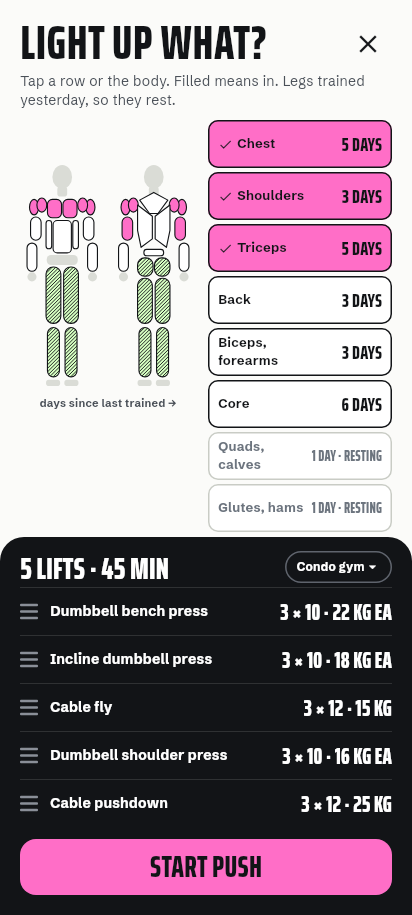 LIGHT UP WHAT?
Tap a row or the body. Filled means in. Legs trained
yesterday, so they rest.
Chest 5 DAYS
Shoulders 3 DAYS
Triceps 5 DAYS
Back 3 DAYS
Biceps,
forearms 3 DAYS
Core 6 DAYS
Quads,
calves 1 DAY · RESTING
Glutes, hams 1 DAY · RESTING
days since last trained →
5 LIFTS · 45 MIN
Condo gym
Dumbbell bench press 3 × 10 · 22 KG EA
Incline dumbbell press 3 × 10 · 18 KG EA
Cable fly 3 × 12 · 15 KG
Dumbbell shoulder press 3 × 10 · 16 KG EA
Cable pushdown 3 × 12 · 25 KG
START PUSH